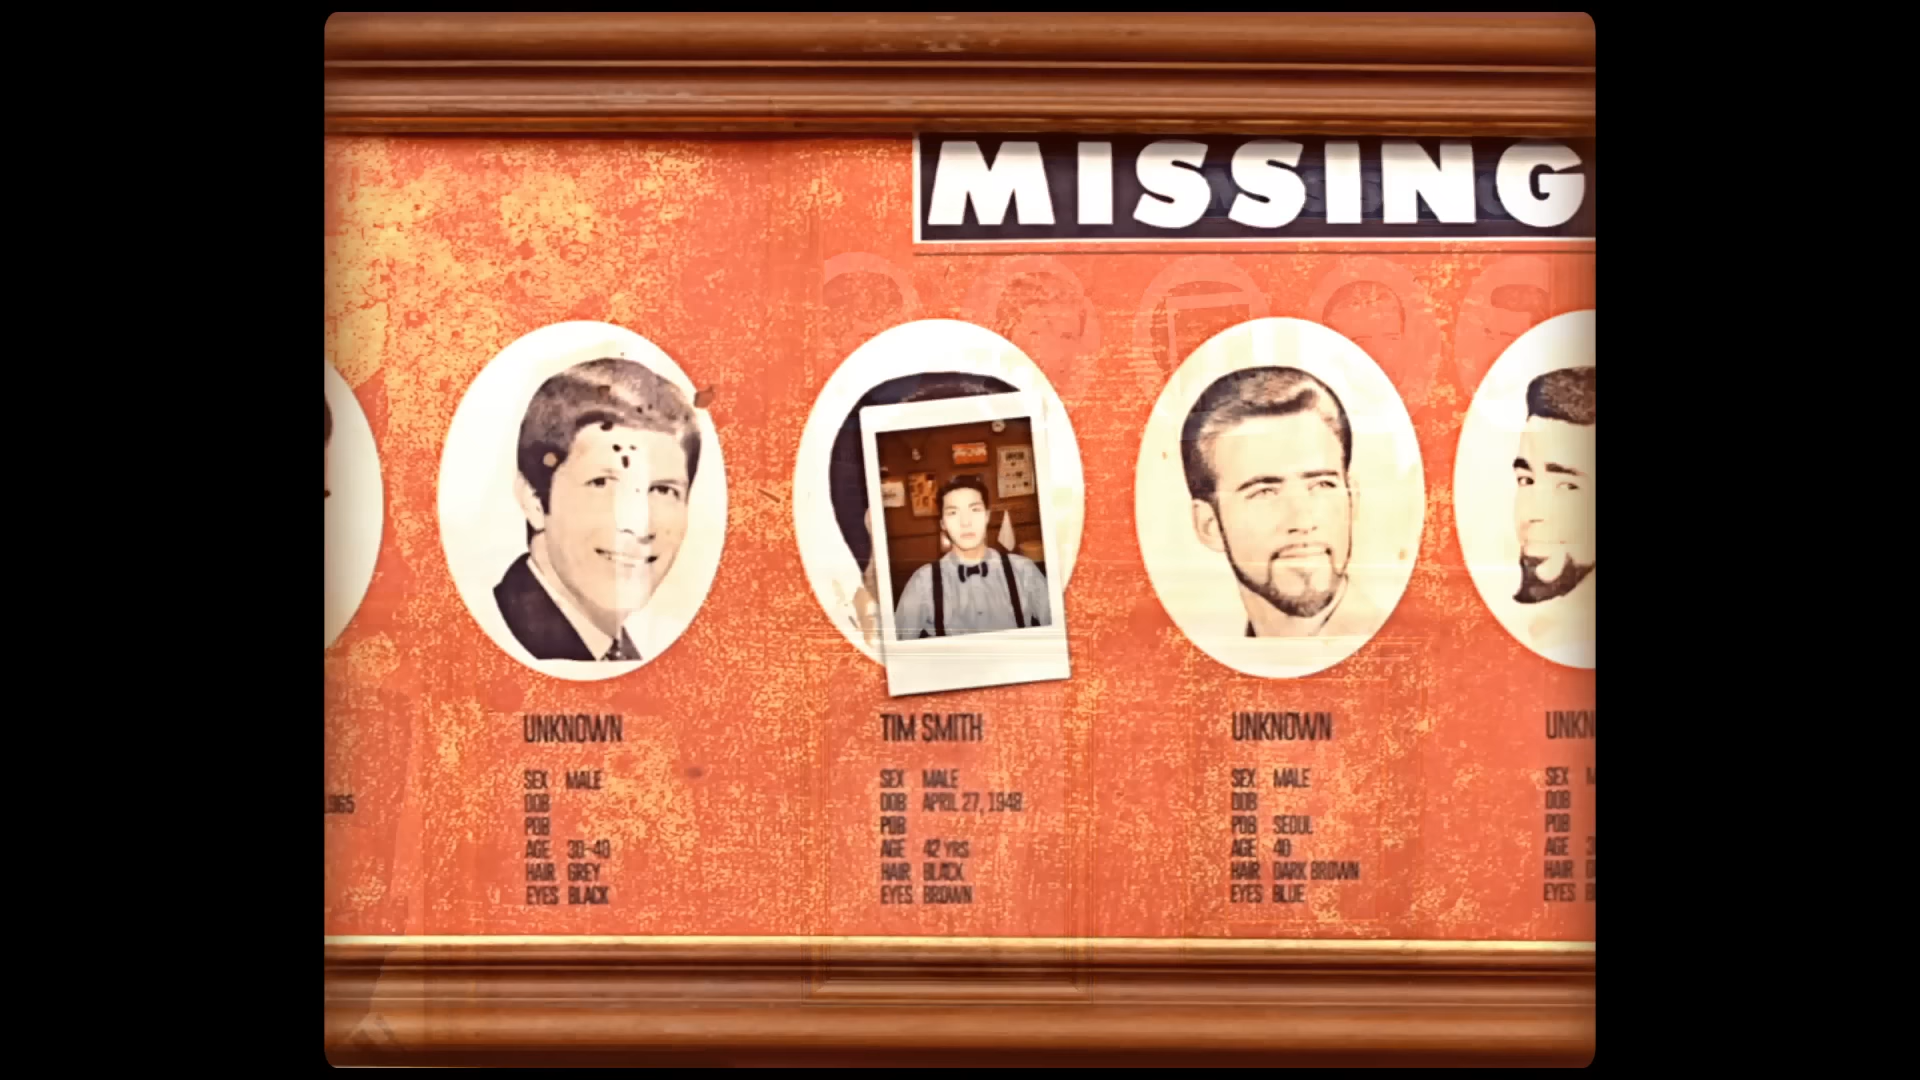 MISSING
1965
UNKNOWN
SEX MALE
DOB
POB
AGE 30-40
HAIR GREY
EYES BLACK
TIM SMITH
SEX MALE
DOB APRIL 27, 1948
POB
AGE 42 YRS
HAIR BLACK
EYES BROWN
UNKNOWN
SEX MALE
DOB
POB SEOUL
AGE 40
HAIR DARK BROWN
EYES BLUE
UNKN
SEX M
DOB
POB
AGE 3
HAIR
EYES B